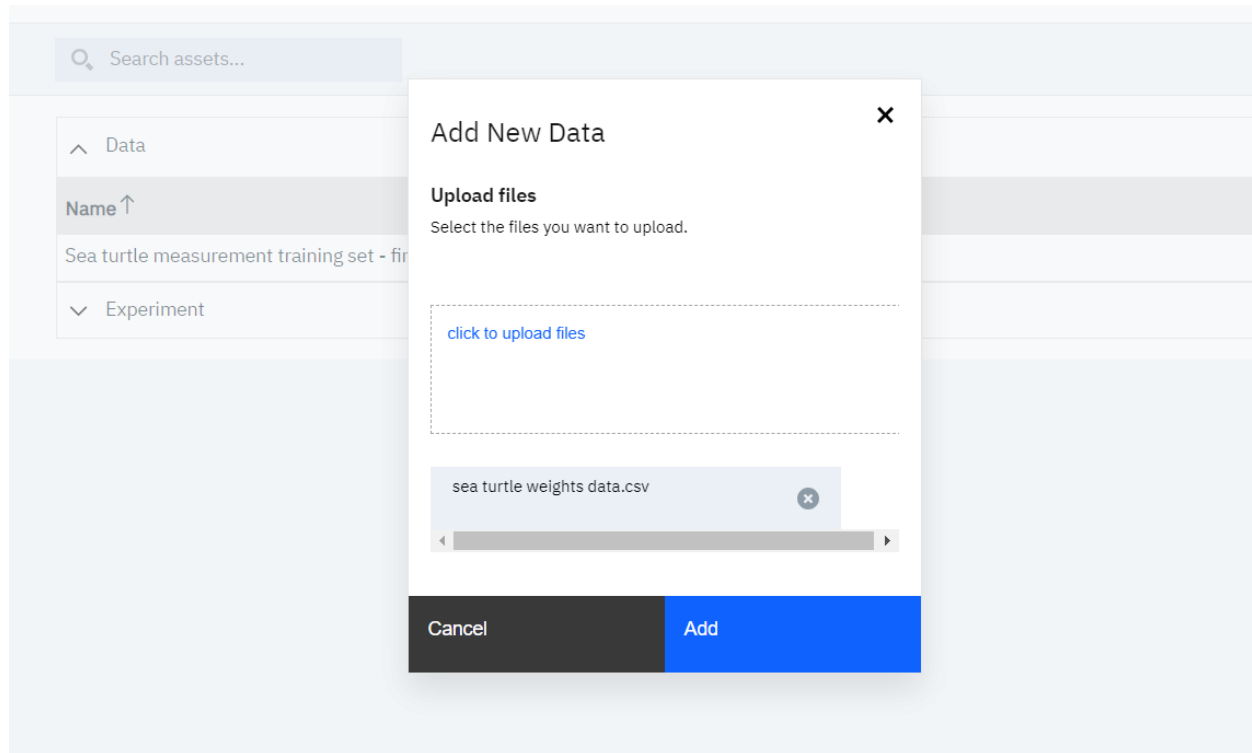 Search assets...
Add New Data
Data
Upload files
Name
Select the files you want to upload.
Sea turtle measurement training set -
Experiment
click to upload files
sea turtle weights data.csv
Cancel
Add